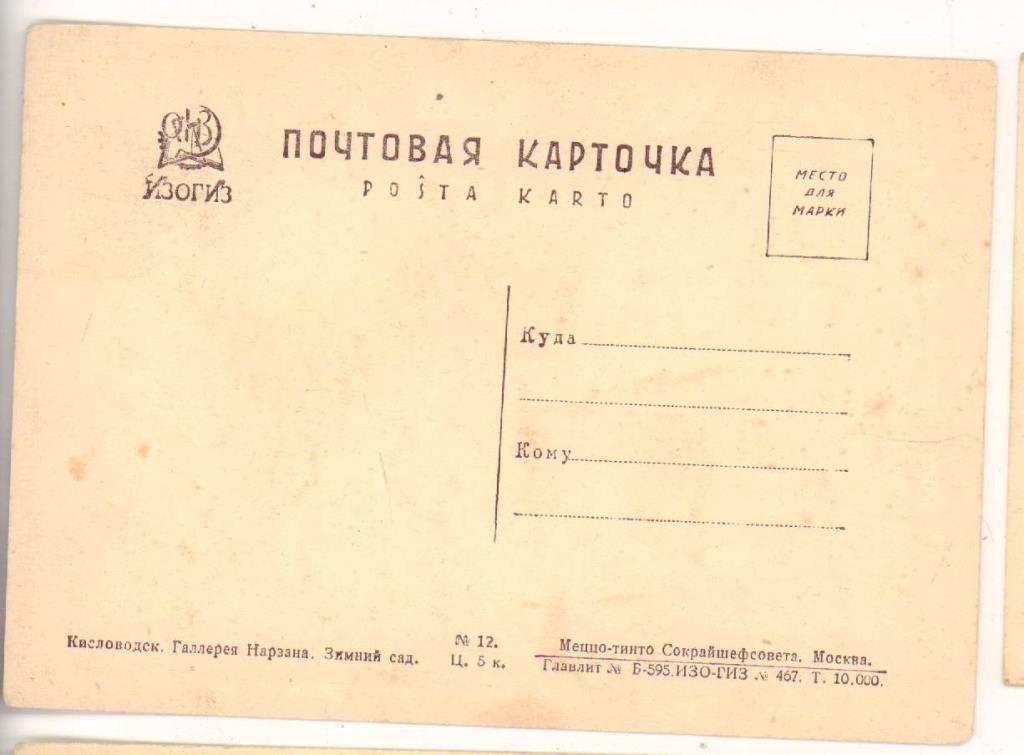 ОГИЗ
ИЗОГИЗ
ПОЧТОВАЯ КАРТОЧКА
POŜTA KARTO
МЕСТО
ДЛЯ
МАРКИ
Куда
Кому
Кисловодск. Галлерея Нарзана. Зимний сад.
№ 12.
Ц. 5 к.
Меццо-тинто Сокрайшефсовета. Москва.
Главлит № Б-595.ИЗО-ГИЗ № 467. Т. 10.000.